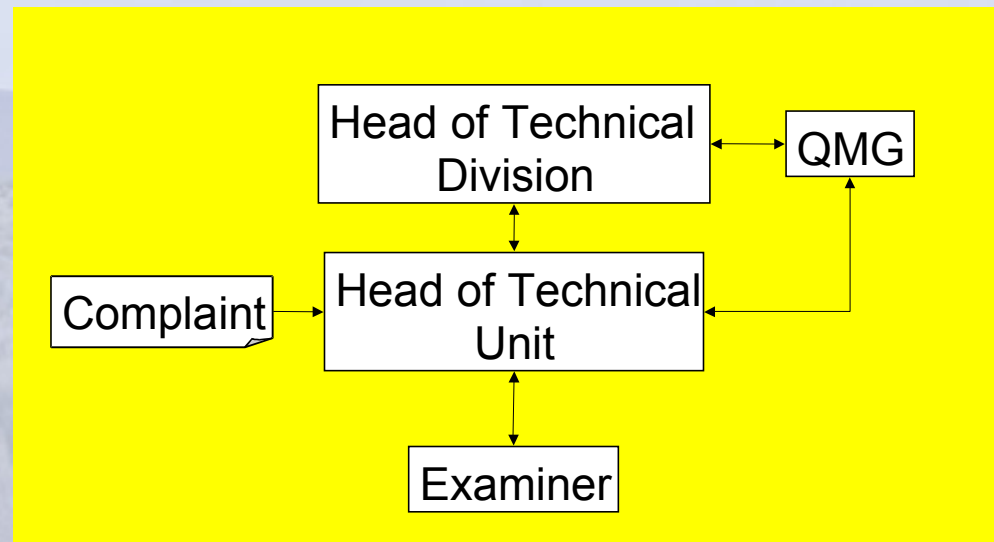 Head of Technical
Division
QMG
Complaint
Head of Technical
Unit
Examiner